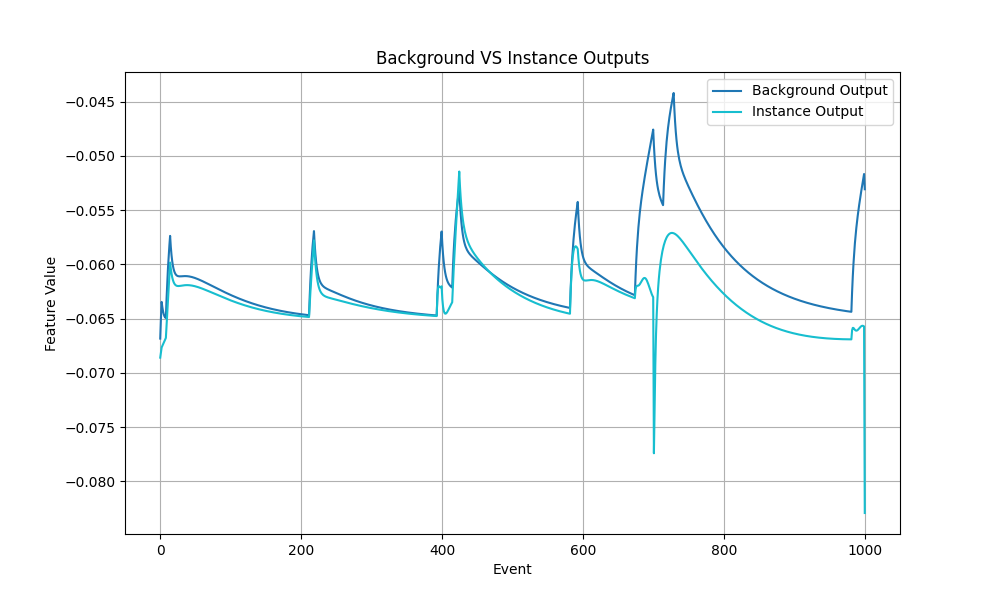 Background VS Instance Outputs
Background Output
Instance Output
−0.045
−0.050
−0.055
−0.060
−0.065
−0.070
−0.075
−0.080
Feature Value
0 200 400 600 800 1000
Event